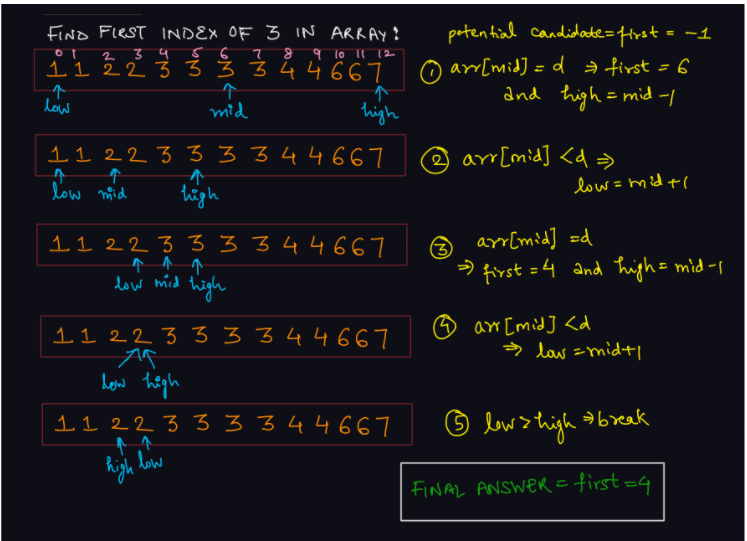 FIND FIRST INDEX OF 3 IN ARRAY:
potential candidate = first = -1
0 1 2 3 4 5 6 7 8 9 10 11 12
1 1 2 2 3 3 3 3 4 4 6 6 7
low mid high
① arr[mid] = d ⇒ first = 6
and high = mid -1
1 1 2 2 3 3 3 3 4 4 6 6 7
low mid high
② arr[mid] < d ⇒
low = mid +1
1 1 2 2 3 3 3 3 4 4 6 6 7
low mid high
③ arr[mid] = d
⇒ first = 4 and high = mid -1
1 1 2 2 3 3 3 3 4 4 6 6 7
low high
④ arr[mid] < d
⇒ low = mid+1
1 1 2 2 3 3 3 3 4 4 6 6 7
high low
⑤ low > high ⇒ break
FINAL ANSWER = first = 4